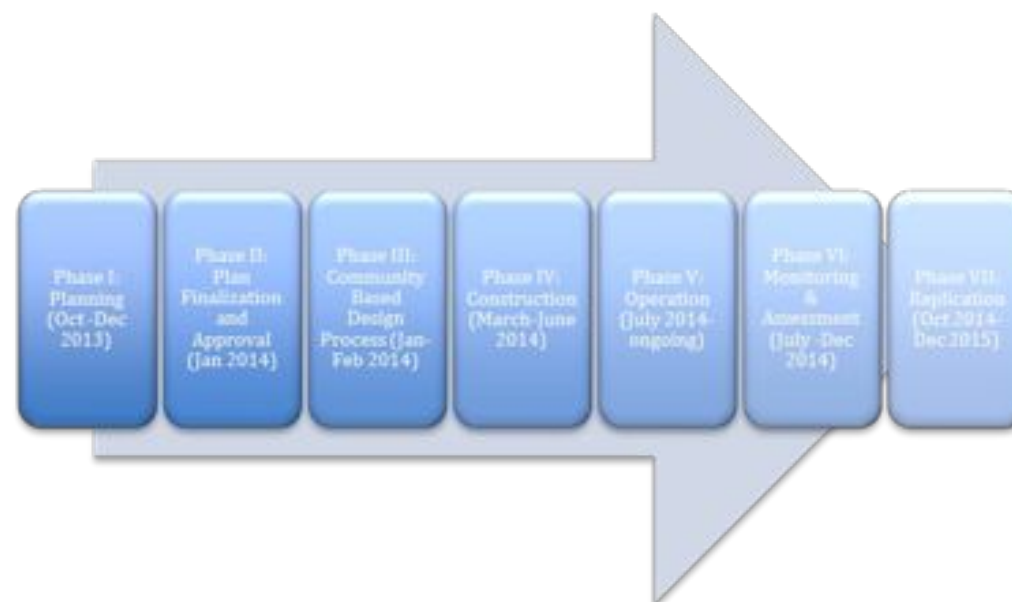 Phase I:
Planning
(Oct -Dec
2013)
Phase II:
Plan
Finalization
and
Approval
(Jan 2014)
Phase III:
Community
Based
Design
Process (Jan-
Feb 2014)
Phase IV:
Construction
(March-June
2014)
Phase V:
Operation
(July 2014-
ongoing)
Phase VI:
Monitoring
&
Assessment
(July -Dec
2014)
Phase VII:
Replication
(Oct 2014-
Dec 2015)